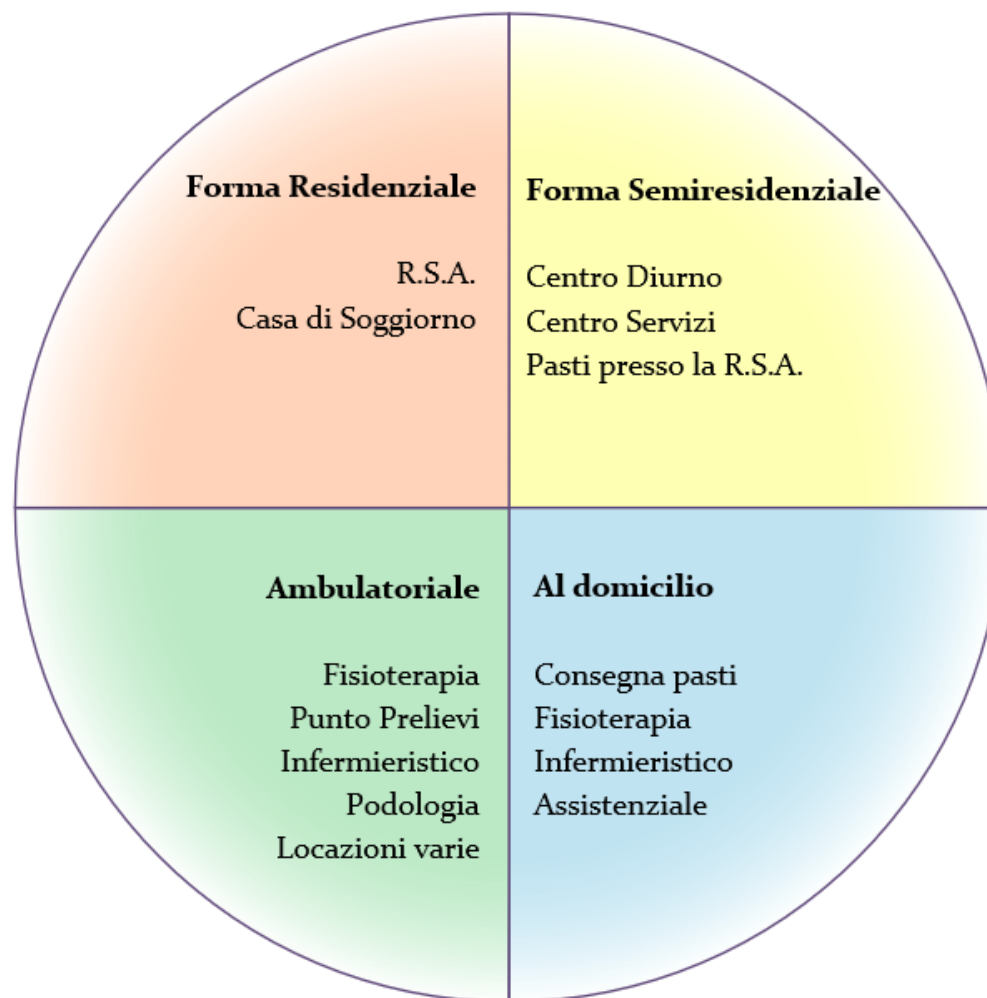 Forma Residenziale
R.S.A.
Casa di Soggiorno
Forma Semiresidenziale
Centro Diurno
Centro Servizi
Pasti presso la R.S.A.
Ambulatoriale
Fisioterapia
Punto Prelievi
Infermieristico
Podologia
Locazioni varie
Al domicilio
Consegna pasti
Fisioterapia
Infermieristico
Assistenziale